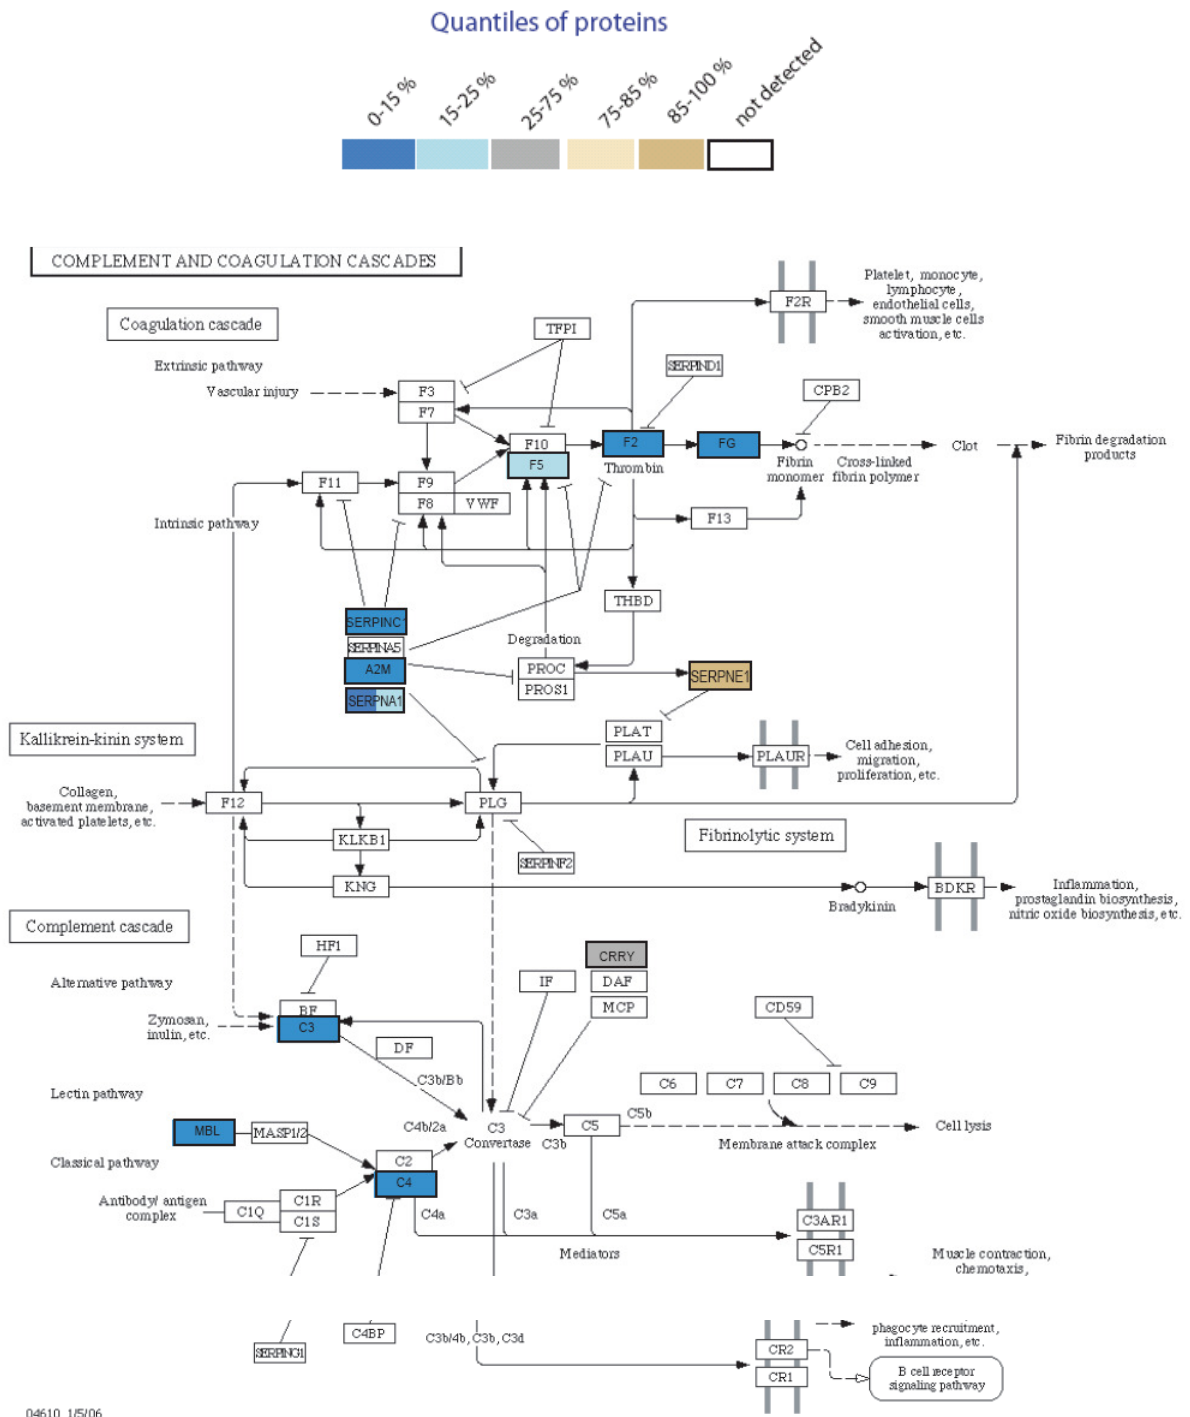 Quantiles of proteins
0-15 %
15-25 %
25-75 %
75-85 %
85-100 %
not detected
COMPLEMENT AND COAGULATION CASCADES
Coagulation cascade
Extrinsic pathway
Vascular injury
F3
F7
TFPI
F10
F5
F2
Thrombin
SERPIND1
FG
F2R
Platelet, monocyte,
lymphocyte,
endothelial cells,
smooth muscle cells
activation, etc.
CPB2
Fibrin
monomer
Cross-linked
fibrin polymer
Clot
Fibrin degradation
products
Intrinsic pathway
F11
F9
F8
VWF
F13
SERPINC1
SERPINA5
A2M
SERPNA1
Degradation
PROC
PROS1
THBD
SERPNE1
PLAT
PLAU
PLAUR
Cell adhesion,
migration,
proliferation, etc.
Kallikrein-kinin system
Collagen,
basement membrane,
activated platelets, etc.
F12
PLG
KLKB1
KNG
SERPINF2
Fibrinolytic system
Bradykinin
BDKR
Inflammation,
prostaglandin biosynthesis,
nitric oxide biosynthesis, etc.
Complement cascade
Alternative pathway
HF1
BF
C3
Zymosan,
inulin, etc.
DF
C3b/Bb
IF
CRRY
DAF
MCP
CD59
C6
C7
C8
C9
Lectin pathway
MBL
MASP1/2
C4b/2a
C3
Convertase
C3b
C5
C5b
Membrane attack complex
Cell lysis
Classical pathway
C2
C4
Antibody/ antigen
complex
C1Q
C1R
C1S
C4a
C3a
C5a
Mediators
C3AR1
C5R1
Muscle contraction,
chemotaxis,
phagocyte recruitment,
inflammation, etc.
SERPING1
C4BP
C3b/4b, C3b, C3d
CR2
CR1
B cell receptor
signaling pathway
04610 1/5/06